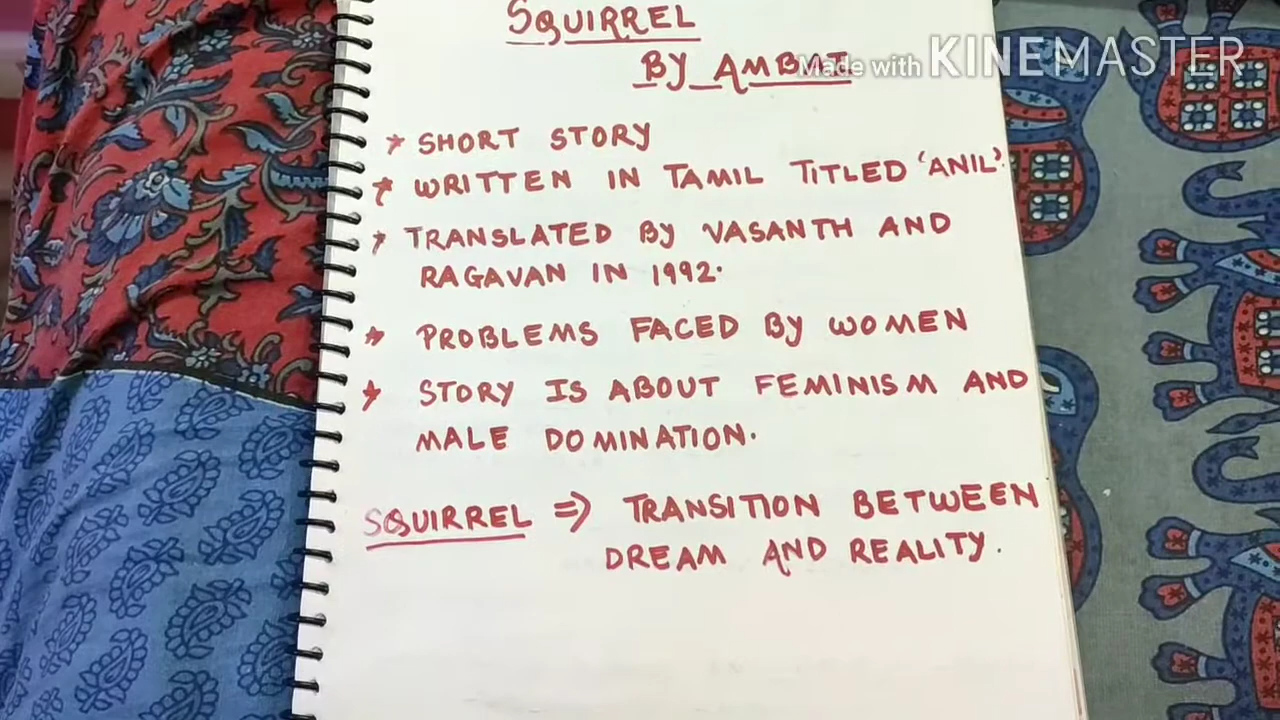 SQUIRREL
BY AMBAI
Made with KINEMASTER
* SHORT STORY
* WRITTEN IN TAMIL TITLED 'ANIL'.
* TRANSLATED BY VASANTH AND
RAGAVAN IN 1992.
* PROBLEMS FACED BY WOMEN
* STORY IS ABOUT FEMINISM AND
MALE DOMINATION.
SQUIRREL => TRANSITION BETWEEN
DREAM AND REALITY.